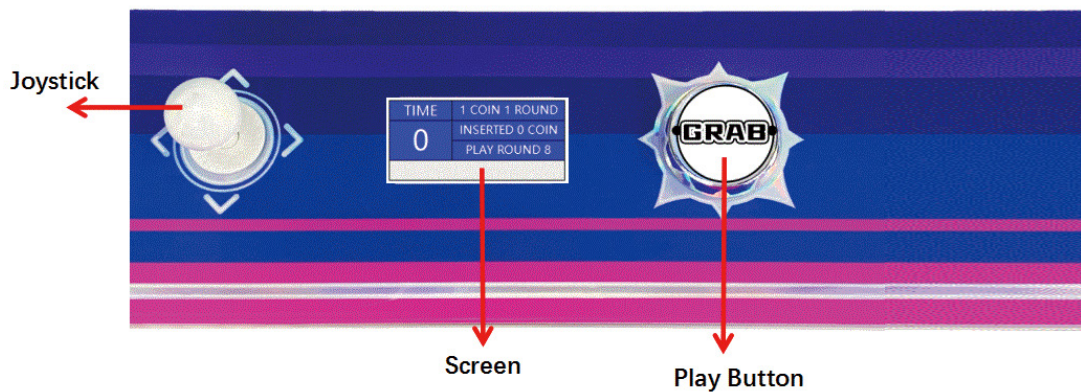 Joystick
TIME
0
1 COIN 1 ROUND
INSERTED 0 COIN
PLAY ROUND 8
GRAB
Screen
Play Button